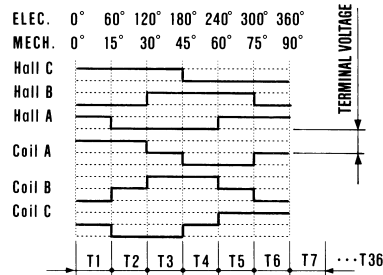 ELEC. 0° 60° 120° 180° 240° 300° 360°
MECH. 0° 15° 30° 45° 60° 75° 90°
TERMINAL VOLTAGE
Hall C
Hall B
Hall A
Coil A
Coil B
Coil C
T1 T2 T3 T4 T5 T6 T7 ···T36